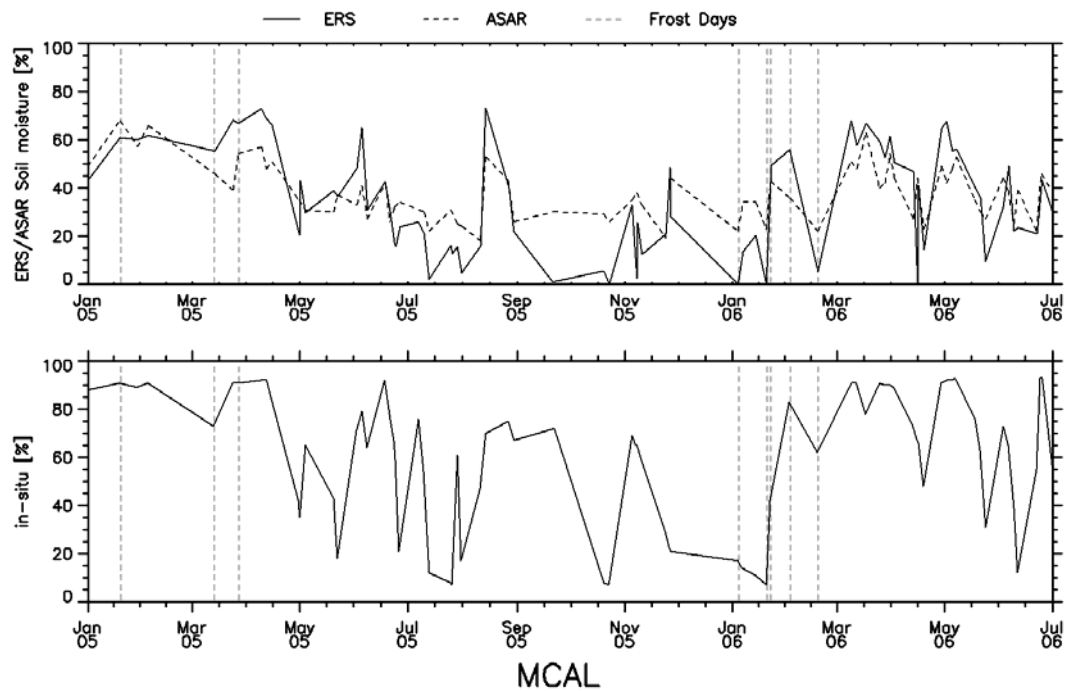 ERS ASAR Frost Days
ERS/ASAR Soil moisture [%]
100
80
60
40
20
0
Jan Mar May Jul Sep Nov Jan Mar May Jul
05 05 05 05 05 05 06 06 06 06
in-situ [%]
100
80
60
40
20
0
Jan Mar May Jul Sep Nov Jan Mar May Jul
05 05 05 05 05 05 06 06 06 06
MCAL